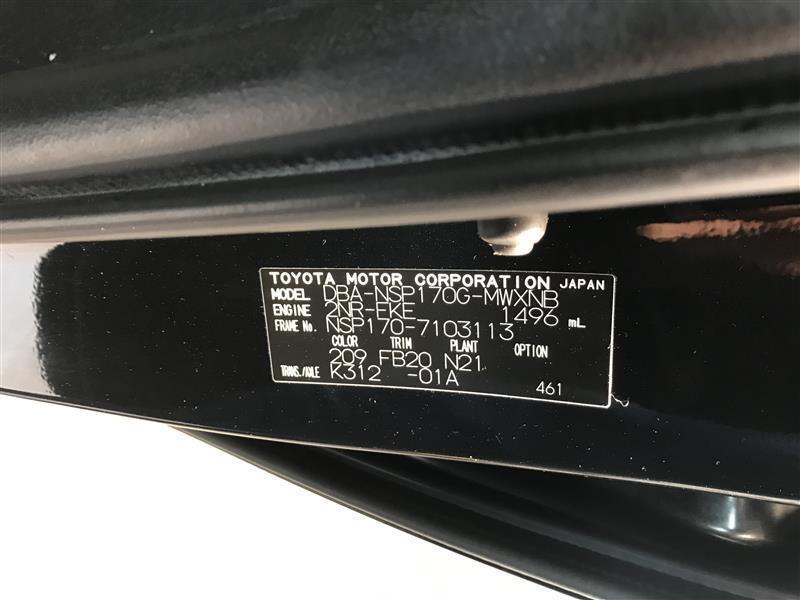 TOYOTA MOTOR CORPORATION JAPAN
MODEL DBA-NSP170G-MWXNB
ENGINE 2NR-FKE 1496 mL
FRAME No. NSP170-7103113
COLOR TRIM PLANT OPTION
209 FB20 N21
TRANS./AXLE K312 -01A
461